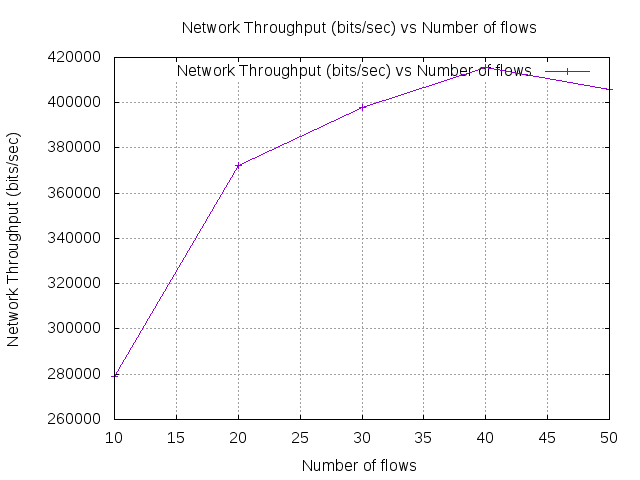 Network Throughput (bits/sec) vs Number of flows
420000
Network Throughput (bits/sec) vs Number of flows
400000
380000
360000
340000
320000
300000
280000
260000
Network Throughput (bits/sec)
10 15 20 25 30 35 40 45 50
Number of flows